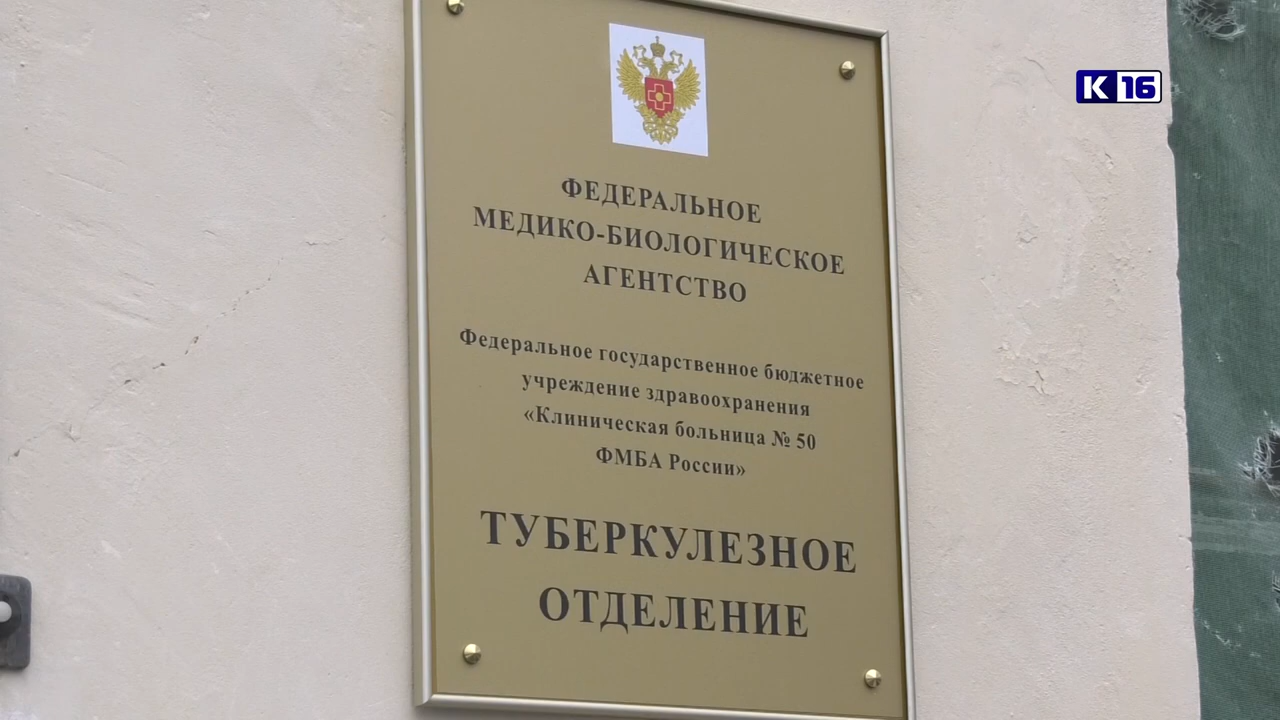 К 16
ФЕДЕРАЛЬНОЕ
МЕДИКО-БИОЛОГИЧЕСКОЕ
АГЕНТСТВО
Федеральное государственное бюджетное
учреждение здравоохранения
«Клиническая больница № 50
ФМБА России»
ТУБЕРКУЛЕЗНОЕ
ОТДЕЛЕНИЕ